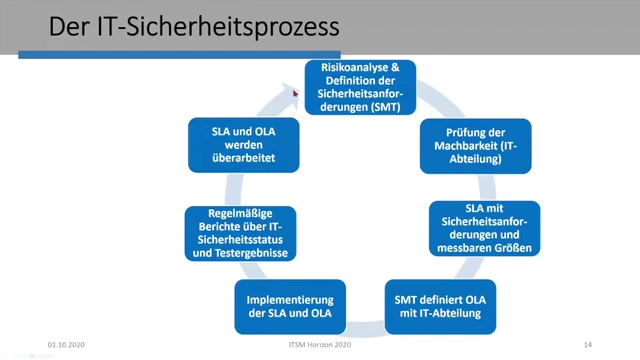 Der IT-Sicherheitsprozess
Risikoanalyse &
Definition der
Sicherheitsanfor-
derungen (SMT)
Prüfung der
Machbarkeit (IT-
Abteilung)
SLA mit
Sicherheitsanfor-
derungen und
messbaren Größen
SMT definiert OLA
mit IT-Abteilung
Implementierung
der SLA und OLA
Regelmäßige
Berichte über IT-
Sicherheitsstatus
und Testergebnisse
SLA und OLA
werden
überarbeitet
01.10.2020
ITSM Horizon 2020
14